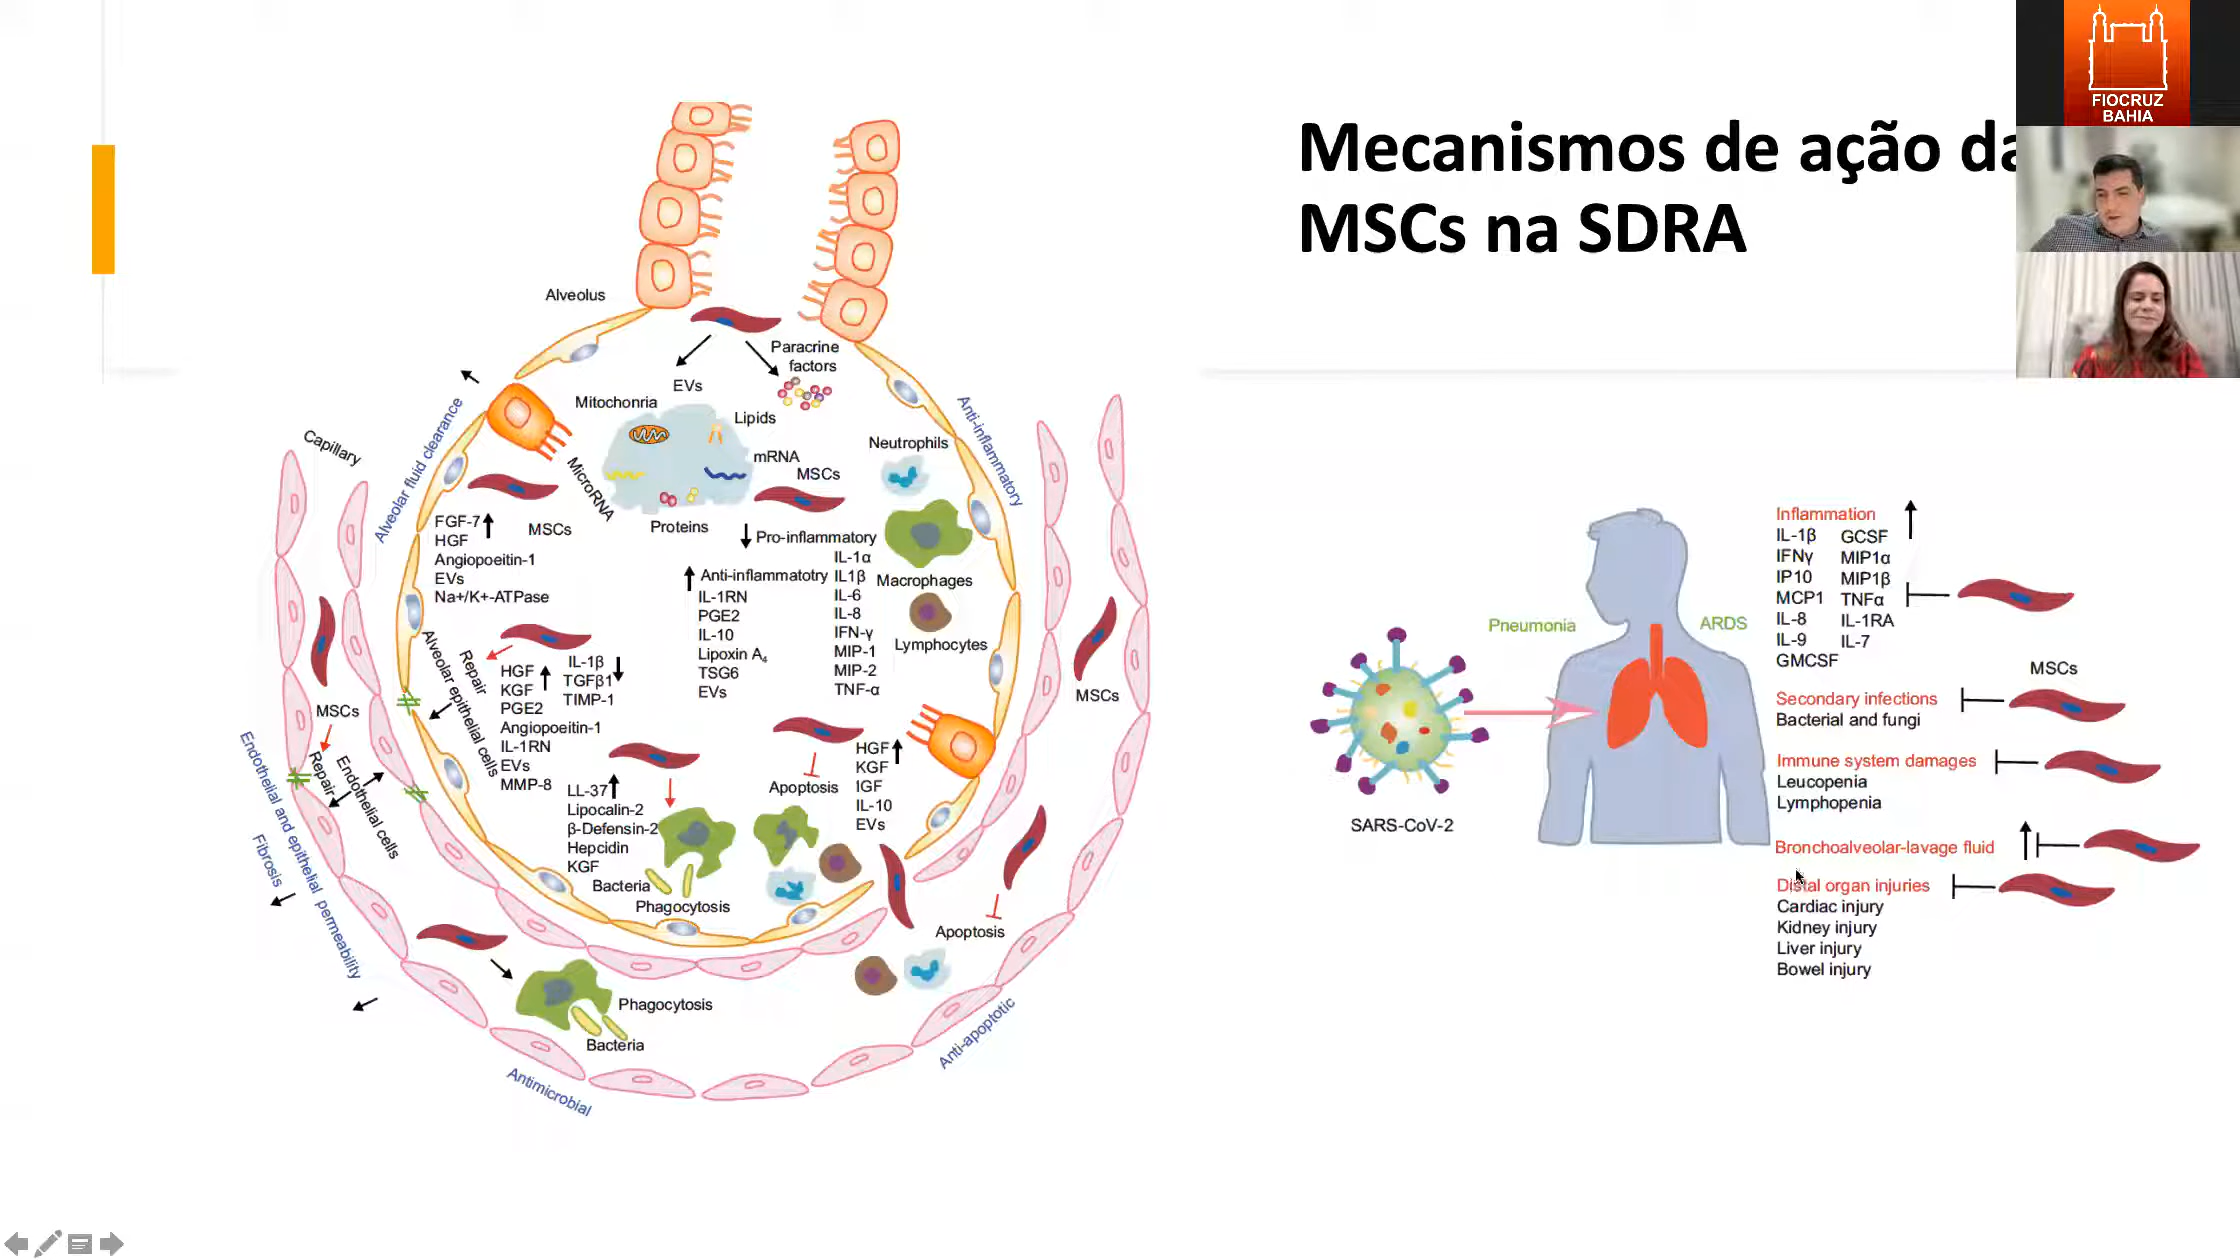 FIOCRUZ
BAHIA
Mecanismos de ação da
MSCs na SDRA
Alveolus
Paracrine
factors
EVs
Mitochonria
Lipids
mRNA
MSCs
MicroRNA
Proteins
Neutrophils
Macrophages
Lymphocytes
Anti-inflammatory
Capillary
Alveolar fluid clearance
FGF-7
HGF
Angiopoeitin-1
EVs
Na+/K+-ATPase
MSCs
Pro-inflammatory
IL-1α
IL1β
IL-6
IL-8
IFN-γ
MIP-1
MIP-2
TNF-α
Anti-inflammatotry
IL-1RN
PGE2
IL-10
Lipoxin A4
TSG6
EVs
Repair
Alveolar epithelial cells
HGF
KGF
PGE2
Angiopoeitin-1
IL-1RN
EVs
MMP-8
IL-1β
TGFβ1
TIMP-1
MSCs
Repair
Endothelial cells
Endothelial and epithelial permeability
Fibrosis
LL-37
Lipocalin-2
β-Defensin-2
Hepcidin
KGF
Bacteria
Phagocytosis
Apoptosis
HGF
KGF
IGF
IL-10
EVs
MSCs
Apoptosis
Phagocytosis
Bacteria
Antimicrobial
Anti-apoptotic
SARS-CoV-2
Pneumonia
ARDS
Inflammation
IL-1β GCSF
IFNγ MIP1α
IP10 MIP1β
MCP1 TNFα
IL-8 IL-1RA
IL-9 IL-7
GMCSF
MSCs
Secondary infections
Bacterial and fungi
Immune system damages
Leucopenia
Lymphopenia
Bronchoalveolar-lavage fluid
Distal organ injuries
Cardiac injury
Kidney injury
Liver injury
Bowel injury